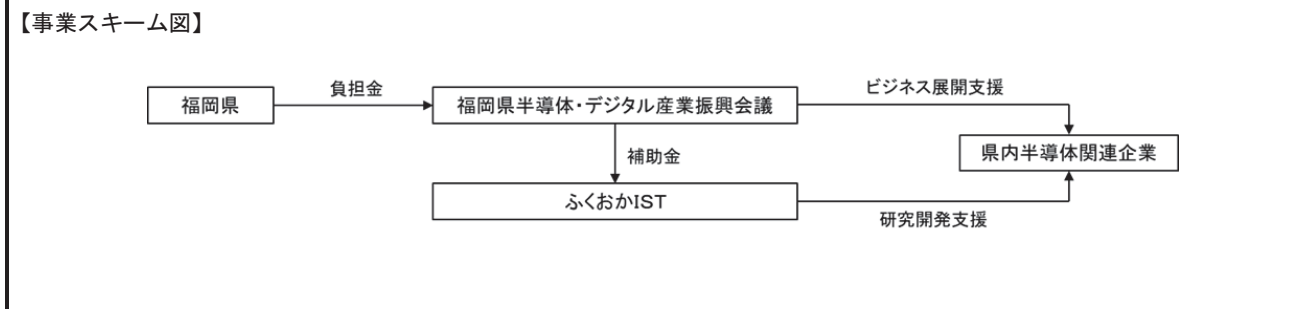 【事業スキーム図】
福岡県
負担金
福岡県半導体・デジタル産業振興会議
ビジネス展開支援
補助金
県内半導体関連企業
ふくおかIST
研究開発支援